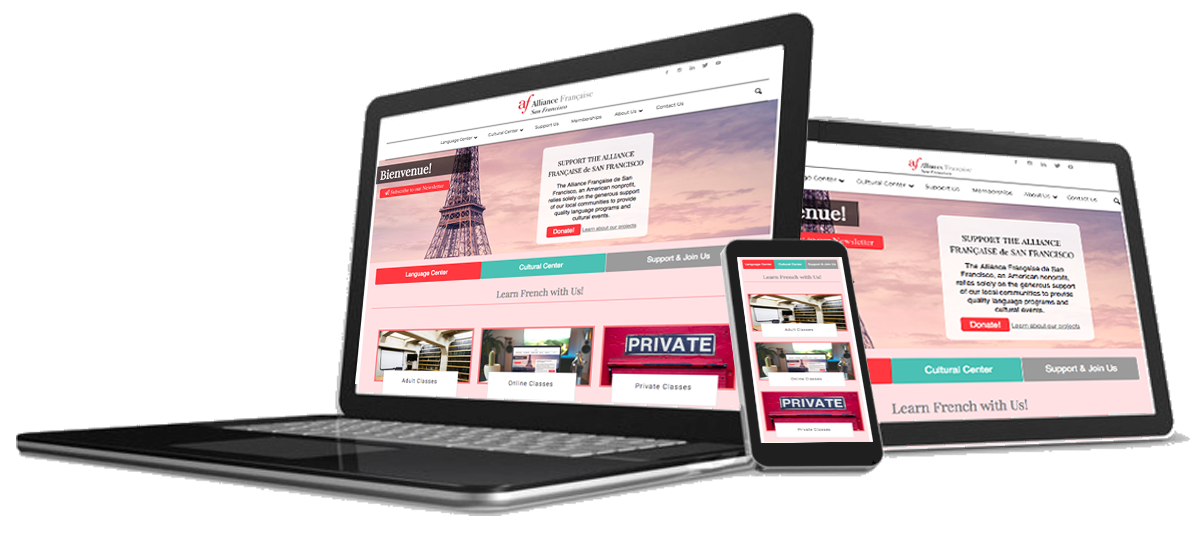 af Alliance Française
San Francisco
Language Center
Cultural Center
Support Us
Memberships
About Us
Contact Us
Bienvenue!
Subscribe to our Newsletter
SUPPORT THE ALLIANCE
FRANÇAISE de SAN FRANCISCO
The Alliance Française de San
Francisco, an American nonprofit,
relies solely on the generous support
of our local communities to provide
quality language programs and
cultural events.
Donate! Learn about our projects
Language Center
Cultural Center
Support & Join Us
Learn French with Us!
PRIVATE
Adult Classes
Online Classes
Private Classes
Language Center
Cultural Center
Support & Join Us
Learn French with Us!
Adult Classes
Online Classes
PRIVATE
Private Classes
af Alliance Française
San Francisco
ge Center
Cultural Center
Support Us
Memberships
About Us
Contact Us
enue!
Newsletter
SUPPORT THE ALLIANCE
FRANÇAISE de SAN FRANCISCO
The Alliance Française de San
Francisco, an American nonprofit,
relies solely on the generous support
of our local communities to provide
quality language programs and
cultural events.
Donate! Learn about our projects
Cultural Center
Support & Join Us
Learn French with Us!